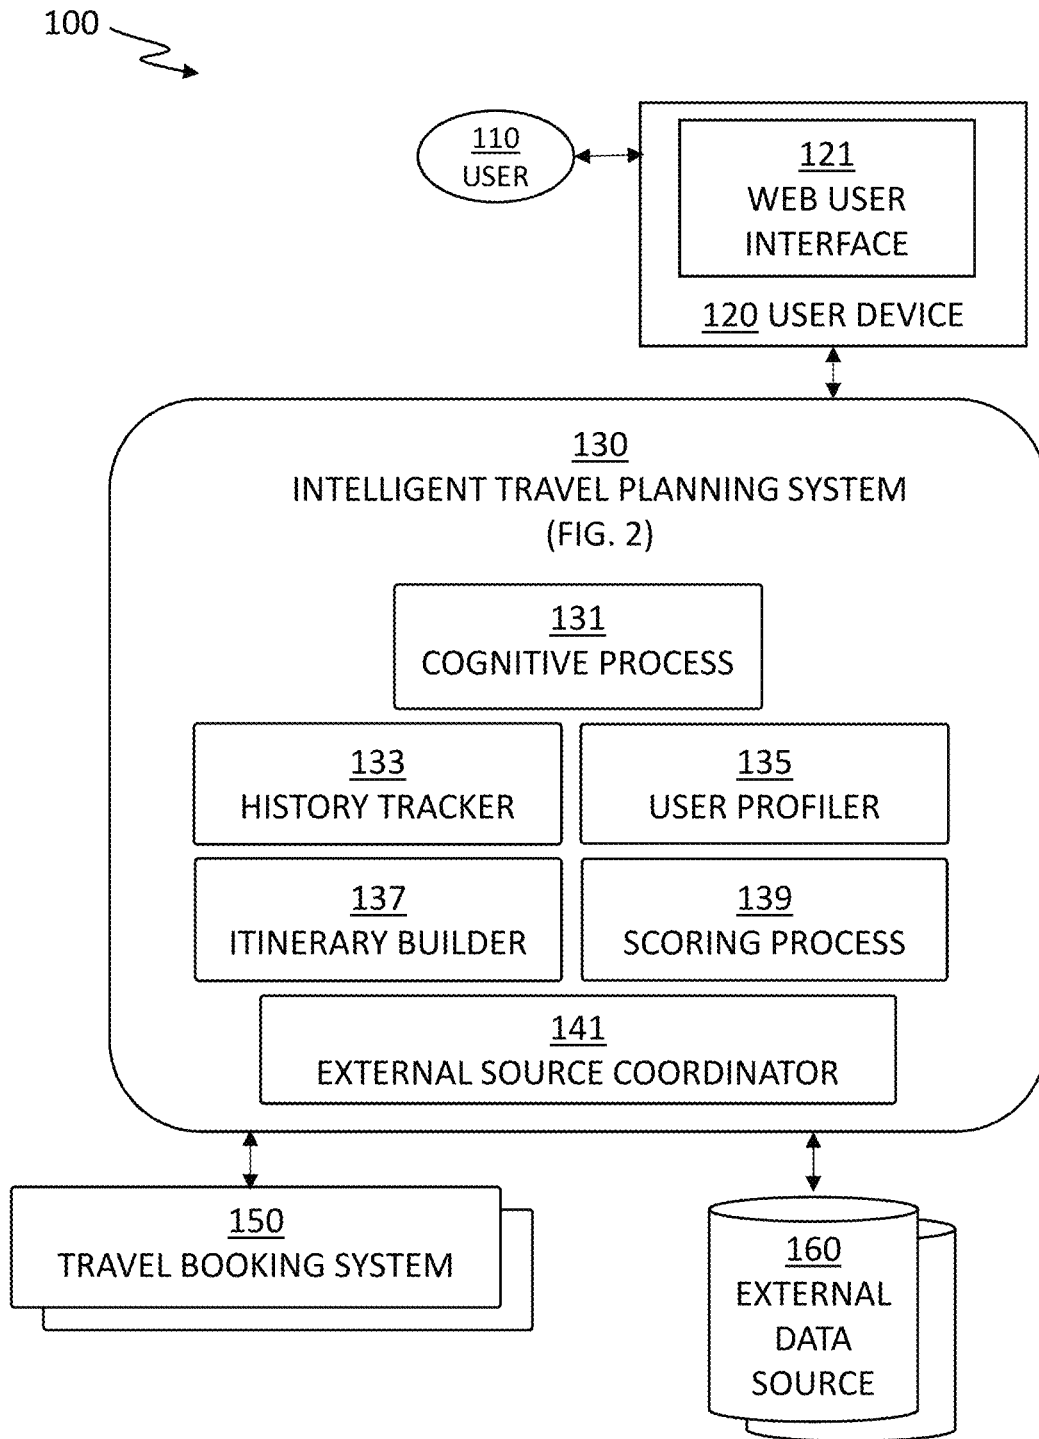 100
110
USER
121
WEB USER
INTERFACE
120 USER DEVICE
130
INTELLIGENT TRAVEL PLANNING SYSTEM
(FIG. 2)
131
COGNITIVE PROCESS
133
HISTORY TRACKER
135
USER PROFILER
137
ITINERARY BUILDER
139
SCORING PROCESS
141
EXTERNAL SOURCE COORDINATOR
150
TRAVEL BOOKING SYSTEM
160
EXTERNAL
DATA
SOURCE